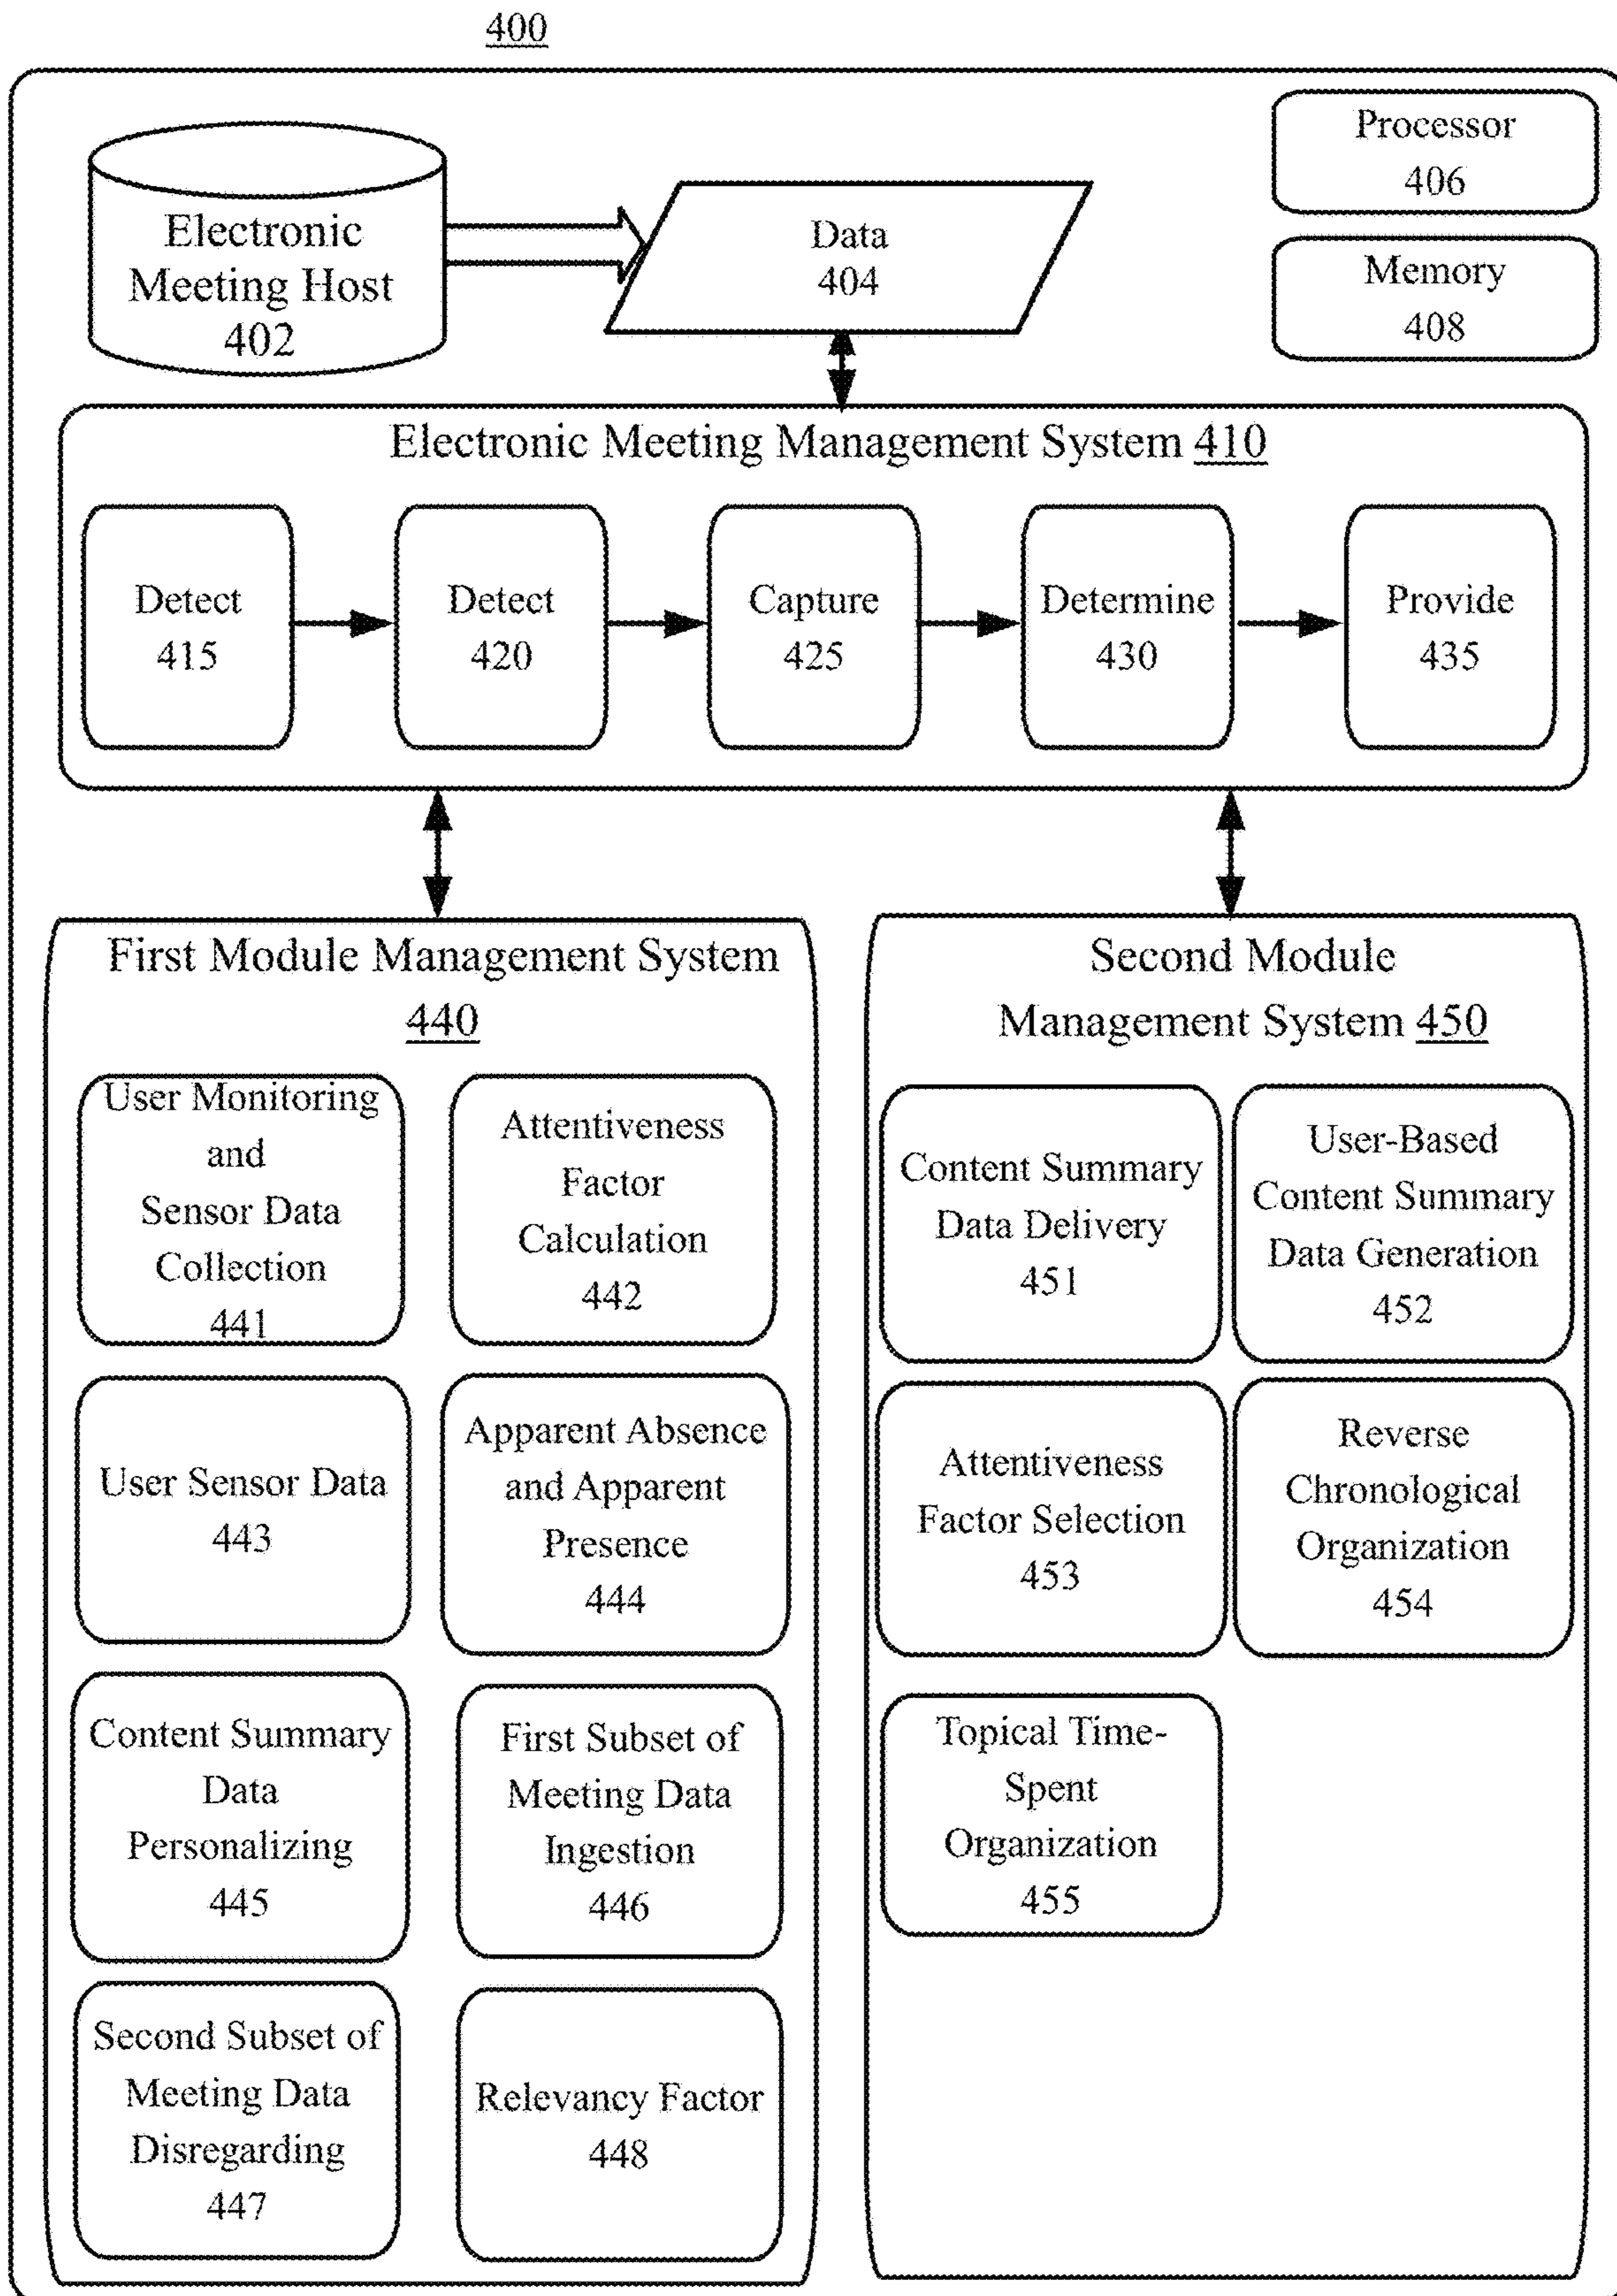 400
Electronic
Meeting Host
402
Data
404
Processor
406
Memory
408
Electronic Meeting Management System 410
Detect
415
Detect
420
Capture
425
Determine
430
Provide
435
First Module Management System
440
User Monitoring
and
Sensor Data
Collection
441
Attentiveness
Factor
Calculation
442
User Sensor Data
443
Apparent Absence
and Apparent
Presence
444
Content Summary
Data
Personalizing
445
First Subset of
Meeting Data
Ingestion
446
Second Subset of
Meeting Data
Disregarding
447
Relevancy Factor
448
Second Module
Management System 450
Content Summary
Data Delivery
451
User-Based
Content Summary
Data Generation
452
Attentiveness
Factor Selection
453
Reverse
Chronological
Organization
454
Topical Time-
Spent
Organization
455